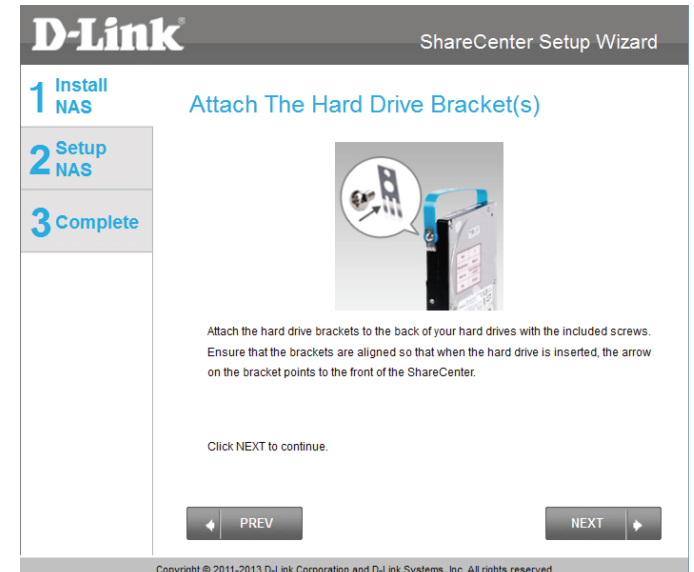 D-Link®
ShareCenter Setup Wizard
1 Install
NAS
2 Setup
NAS
3 Complete
Attach The Hard Drive Bracket(s)
Attach the hard drive brackets to the back of your hard drives with the included screws.
Ensure that the brackets are aligned so that when the hard drive is inserted, the arrow
on the bracket points to the front of the ShareCenter.
Click NEXT to continue.
PREV
NEXT
Copyright © 2011-2013 D-Link Corporation and D-Link Systems, Inc. All rights reserved.